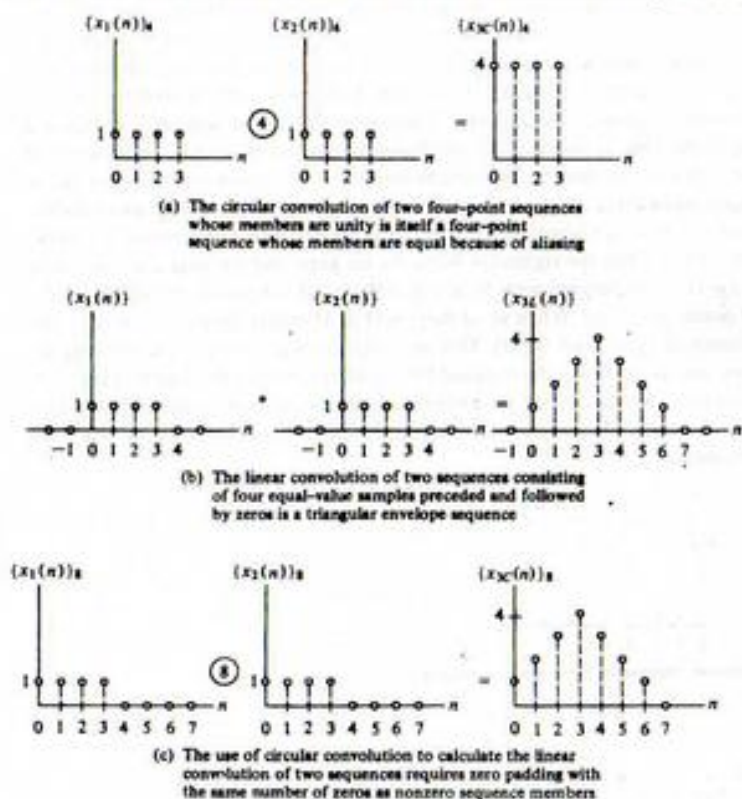 {x₁(n)}₄ {x₂(n)}₄ {x₃C(n)}₄
1 1 4
④ =
n n n
0 1 2 3 0 1 2 3 0 1 2 3
(a) The circular convolution of two four-point sequences
whose members are unity is itself a four-point
sequence whose members are equal because of aliasing
{x₁(n)} {x₂(n)} {x₃L(n)}
4
1 * 1 =
n n n
−1 0 1 2 3 4 5 −1 0 1 2 3 4 −1 0 1 2 3 4 5 6 7
(b) The linear convolution of two sequences consisting
of four equal-value samples preceded and followed
by zeros is a triangular envelope sequence
{x₁(n)}₈ {x₂(n)}₈ {x₃C(n)}₈
4
1 ⑧ 1 =
n n n
0 1 2 3 4 5 6 7 0 1 2 3 4 5 6 7 0 1 2 3 4 5 6 7
(c) The use of circular convolution to calculate the linear
convolution of two sequences requires zero padding with
the same number of zeros as nonzero sequence members